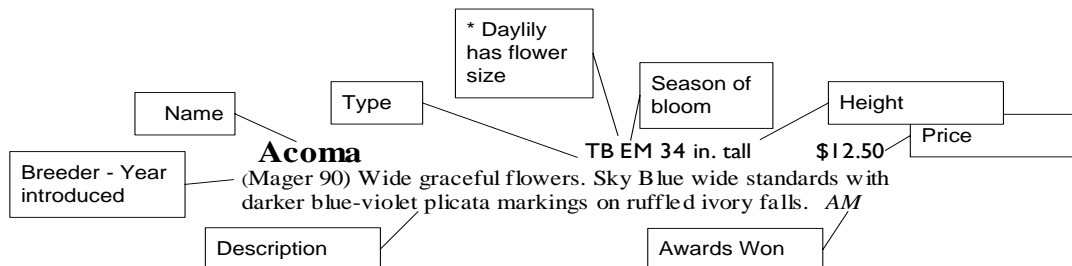 * Daylily
has flower
size
Season of
bloom
Type
Height
Name
Price
Acoma TB EM 34 in. tall $12.50
Breeder - Year
introduced
(Mager 90) Wide graceful flowers. Sky Blue wide standards with
darker blue-violet plicata markings on ruffled ivory falls. AM
Description
Awards Won